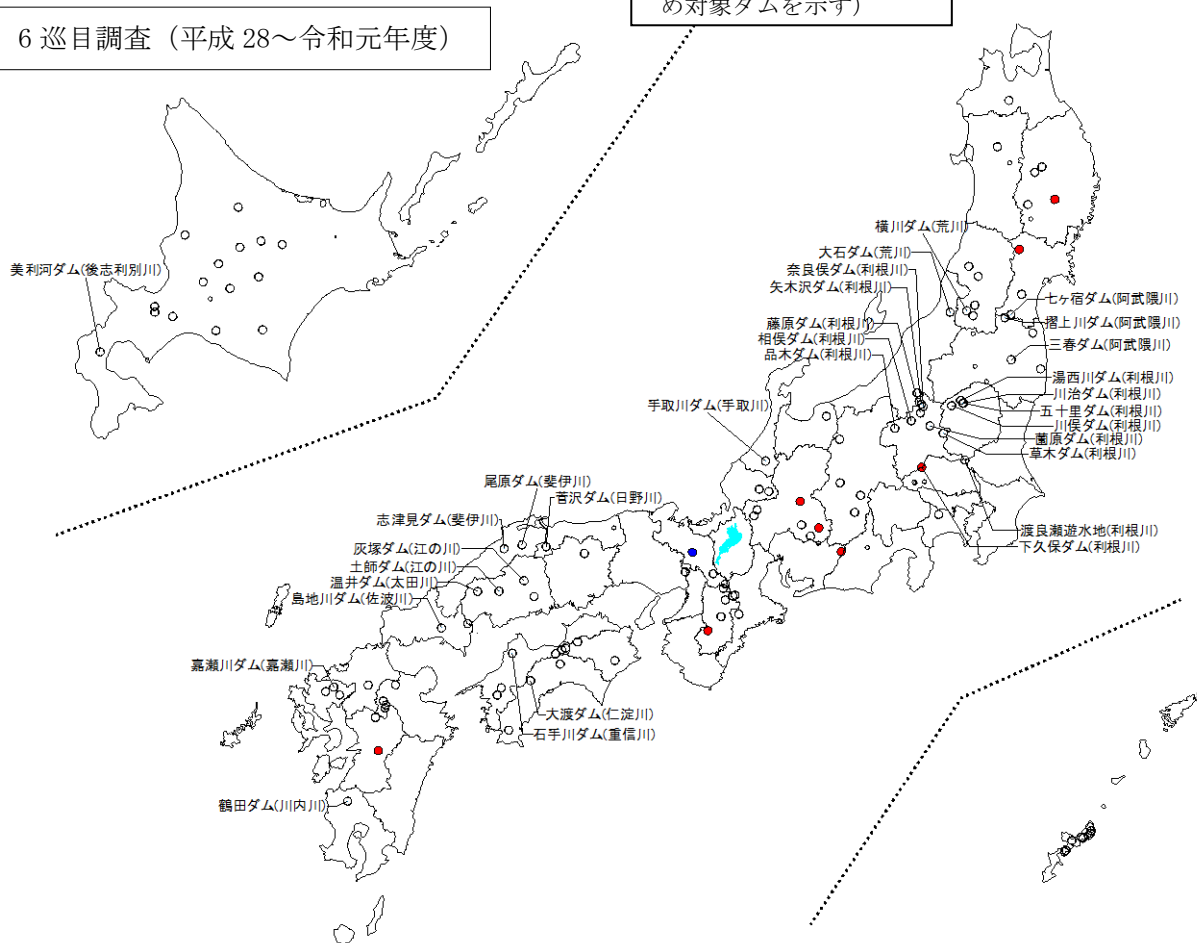 め対象ダムを示す）
6 巡目調査（平成 28～令和元年度）
横川ダム(荒川)
大石ダム(荒川)
奈良俣ダム(利根川)
矢木沢ダム(利根川)
藤原ダム(利根川)
相俣ダム(利根川)
品木ダム(利根川)
美利河ダム(後志利別川)
七ヶ宿ダム(阿武隈川)
摺上川ダム(阿武隈川)
三春ダム(阿武隈川)
湯西川ダム(利根川)
川治ダム(利根川)
五十里ダム(利根川)
川俣ダム(利根川)
薗原ダム(利根川)
草木ダム(利根川)
手取川ダム(手取川)
尾原ダム(斐伊川)
菅沢ダム(日野川)
志津見ダム(斐伊川)
灰塚ダム(江の川)
土師ダム(江の川)
温井ダム(太田川)
島地川ダム(佐波川)
渡良瀬遊水地(利根川)
下久保ダム(利根川)
嘉瀬川ダム(嘉瀬川)
大渡ダム(仁淀川)
石手川ダム(重信川)
鶴田ダム(川内川)